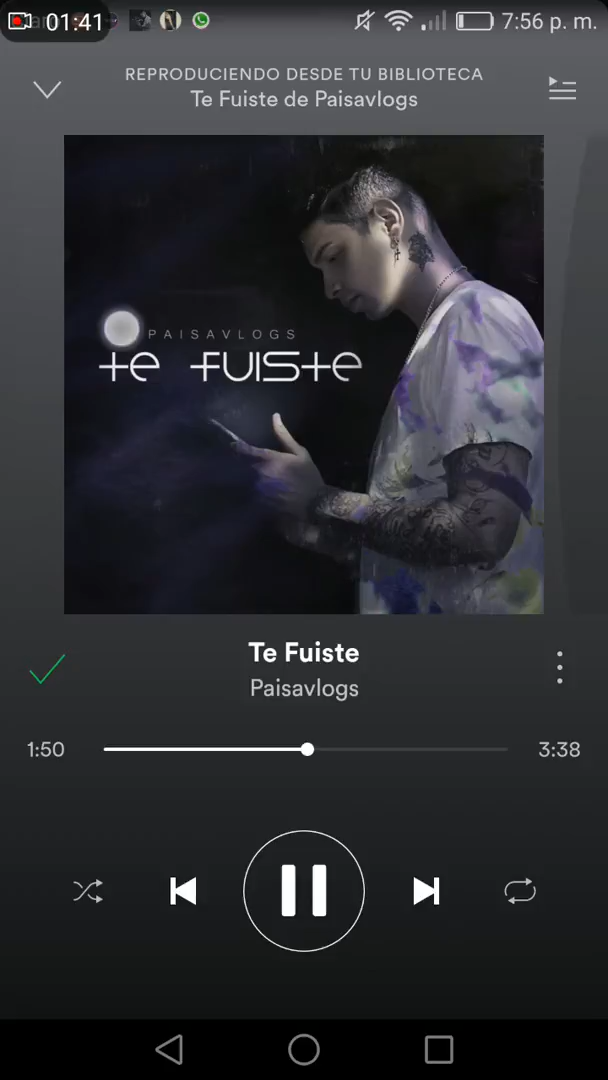 01:41
7:56 p. m.
REPRODUCIENDO DESDE TU BIBLIOTECA
Te Fuiste de Paisavlogs
PAISAVLOGS
te fuiste
Te Fuiste
Paisavlogs
1:50
3:38